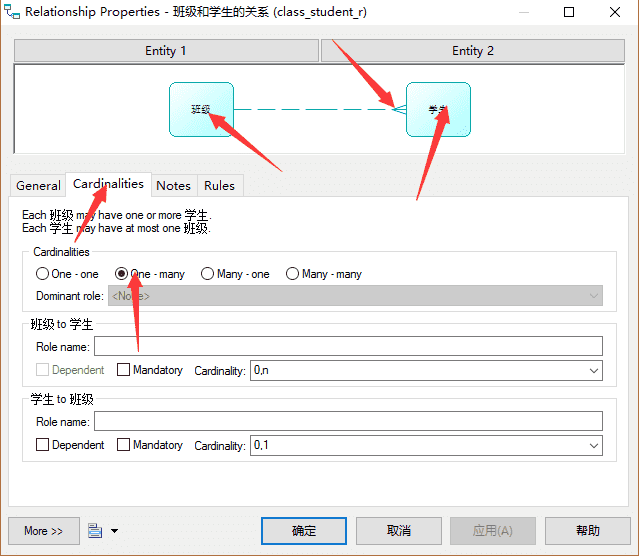 Relationship Properties - 班级和学生的关系 (class_student_r)
Entity 1
Entity 2
班级
学生
General
Cardinalities
Notes
Rules
Each 班级 may have one or more 学生.
Each 学生 may have at most one 班级.
Cardinalities
One - one
One - many
Many - one
Many - many
Dominant role:
<None>
班级 to 学生
Role name:
Dependent
Mandatory
Cardinality:
0,n
学生 to 班级
Role name:
Dependent
Mandatory
Cardinality:
0,1
More >>
确定
取消
应用(A)
帮助